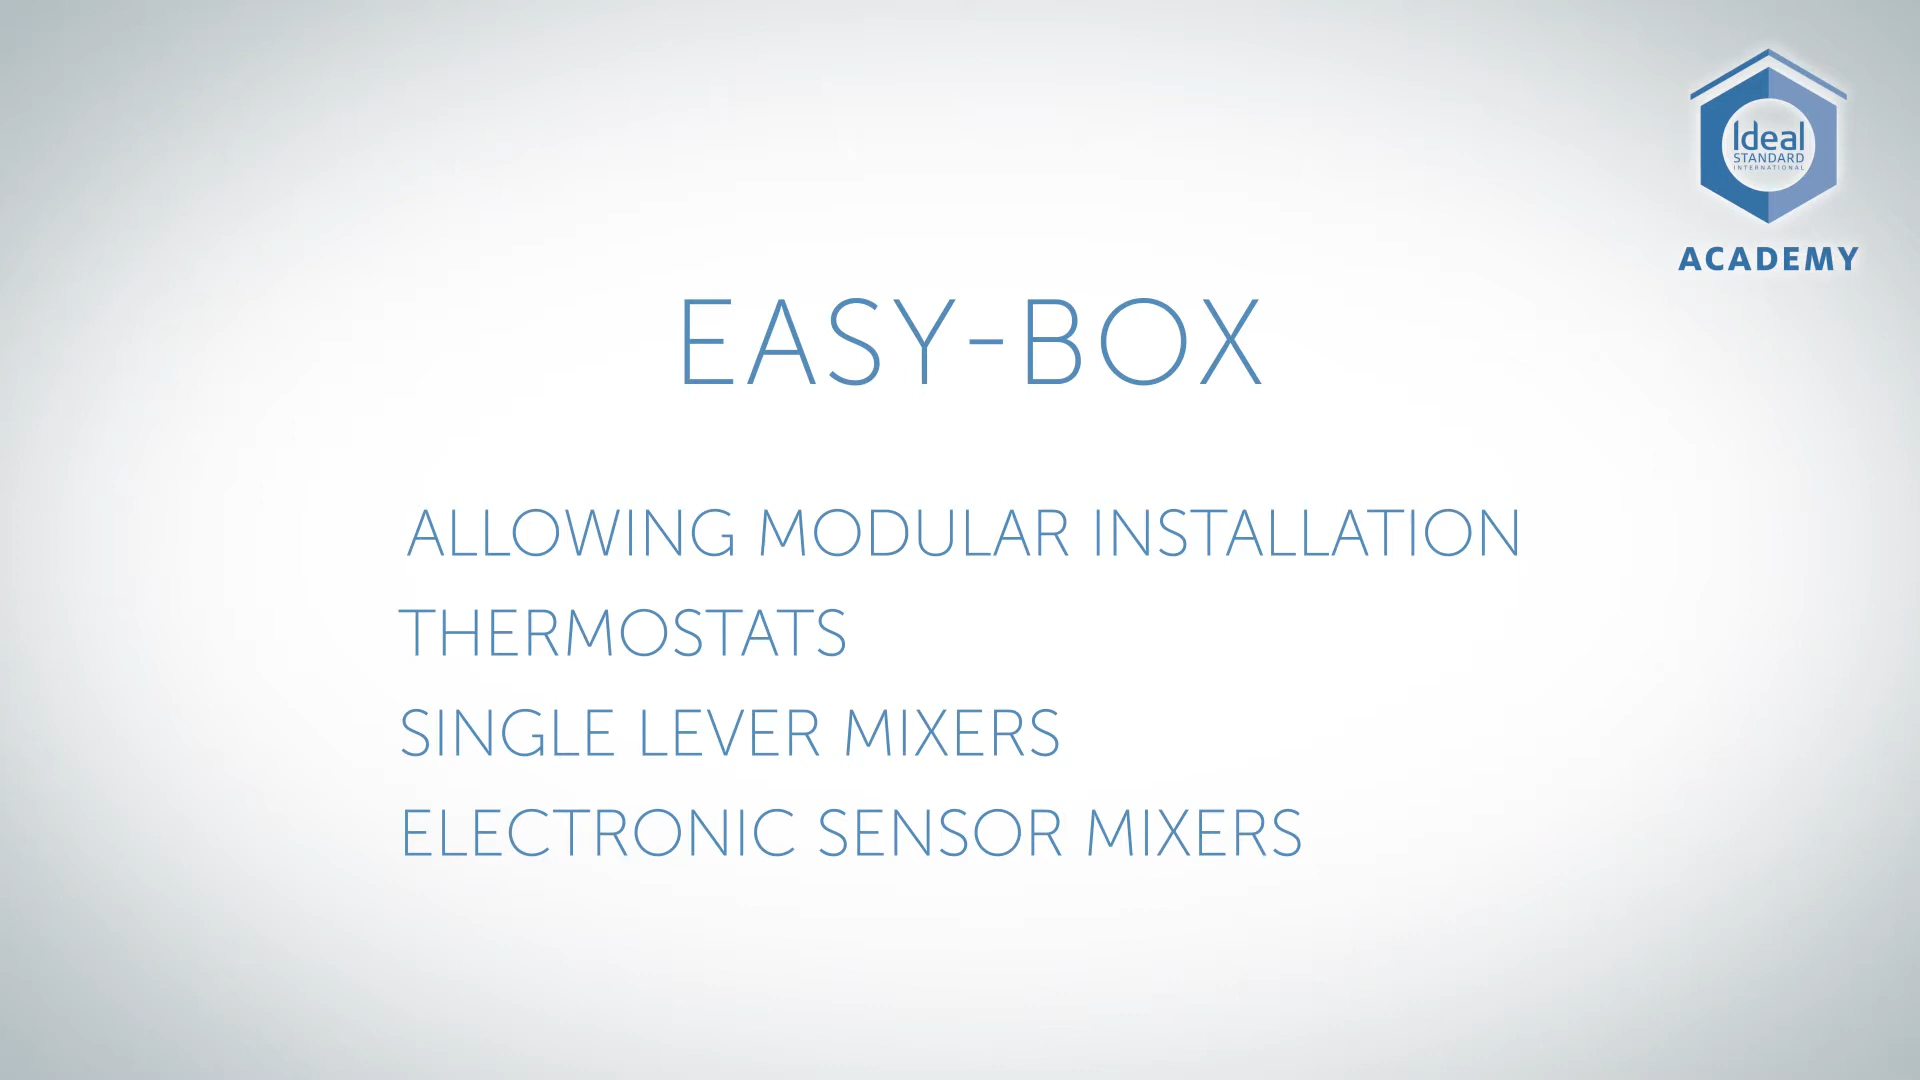 Ideal
STANDARD
INTERNATIONAL
ACADEMY
EASY-BOX
ALLOWING MODULAR INSTALLATION
THERMOSTATS
SINGLE LEVER MIXERS
ELECTRONIC SENSOR MIXERS